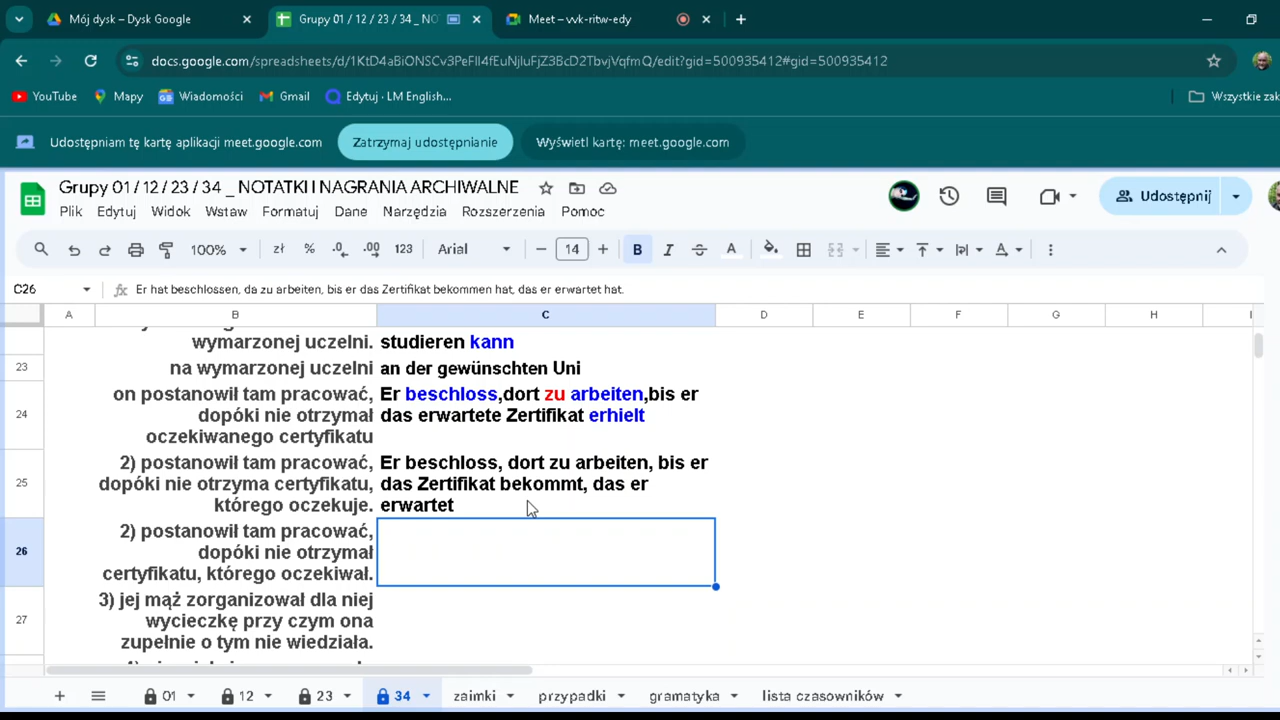 Mój dysk – Dysk Google
Grupy 01 / 12 / 23 / 34 _ NO
Meet – vvk-ritw-edy
docs.google.com/spreadsheets/d/1KtD4aBiONSCv3PeFII4fEuNjIuFjZ3BcD2TbvjVqfmQ/edit?gid=500935412#gid=500935412
YouTube
Mapy
Wiadomości
Gmail
Edytuj · LM English...
Wszystkie zak
Udostępniam tę kartę aplikacji meet.google.com
Zatrzymaj udostępnianie
Wyświetl kartę: meet.google.com
Grupy 01 / 12 / 23 / 34 _ NOTATKI I NAGRANIA ARCHIWALNE
Plik Edytuj Widok Wstaw Formatuj Dane Narzędzia Rozszerzenia Pomoc
Udostępnij
100% zł % .0 .00 123 Arial 14 B I A
C26
fx Er hat beschlossen, da zu arbeiten, bis er das Zertifikat bekommen hat, das er erwartet hat.
A B C D E F G H I
wymarzonej uczelni. studieren kann
23 na wymarzonej uczelni an der gewünschten Uni
on postanowił tam pracować, Er beschloss,dort zu arbeiten,bis er
24 dopóki nie otrzymał das erwartete Zertifikat erhielt
oczekiwanego certyfikatu
2) postanowił tam pracować, Er beschloss, dort zu arbeiten, bis er
25 dopóki nie otrzyma certyfikatu, das Zertifikat bekommt, das er
którego oczekuje. erwartet
2) postanowił tam pracować,
26 dopóki nie otrzymał
certyfikatu, którego oczekiwał.
3) jej mąż zorganizował dla niej
27 wycieczkę przy czym ona
zupełnie o tym nie wiedziała.
01 12 23 34 zaimki przypadki gramatyka lista czasowników